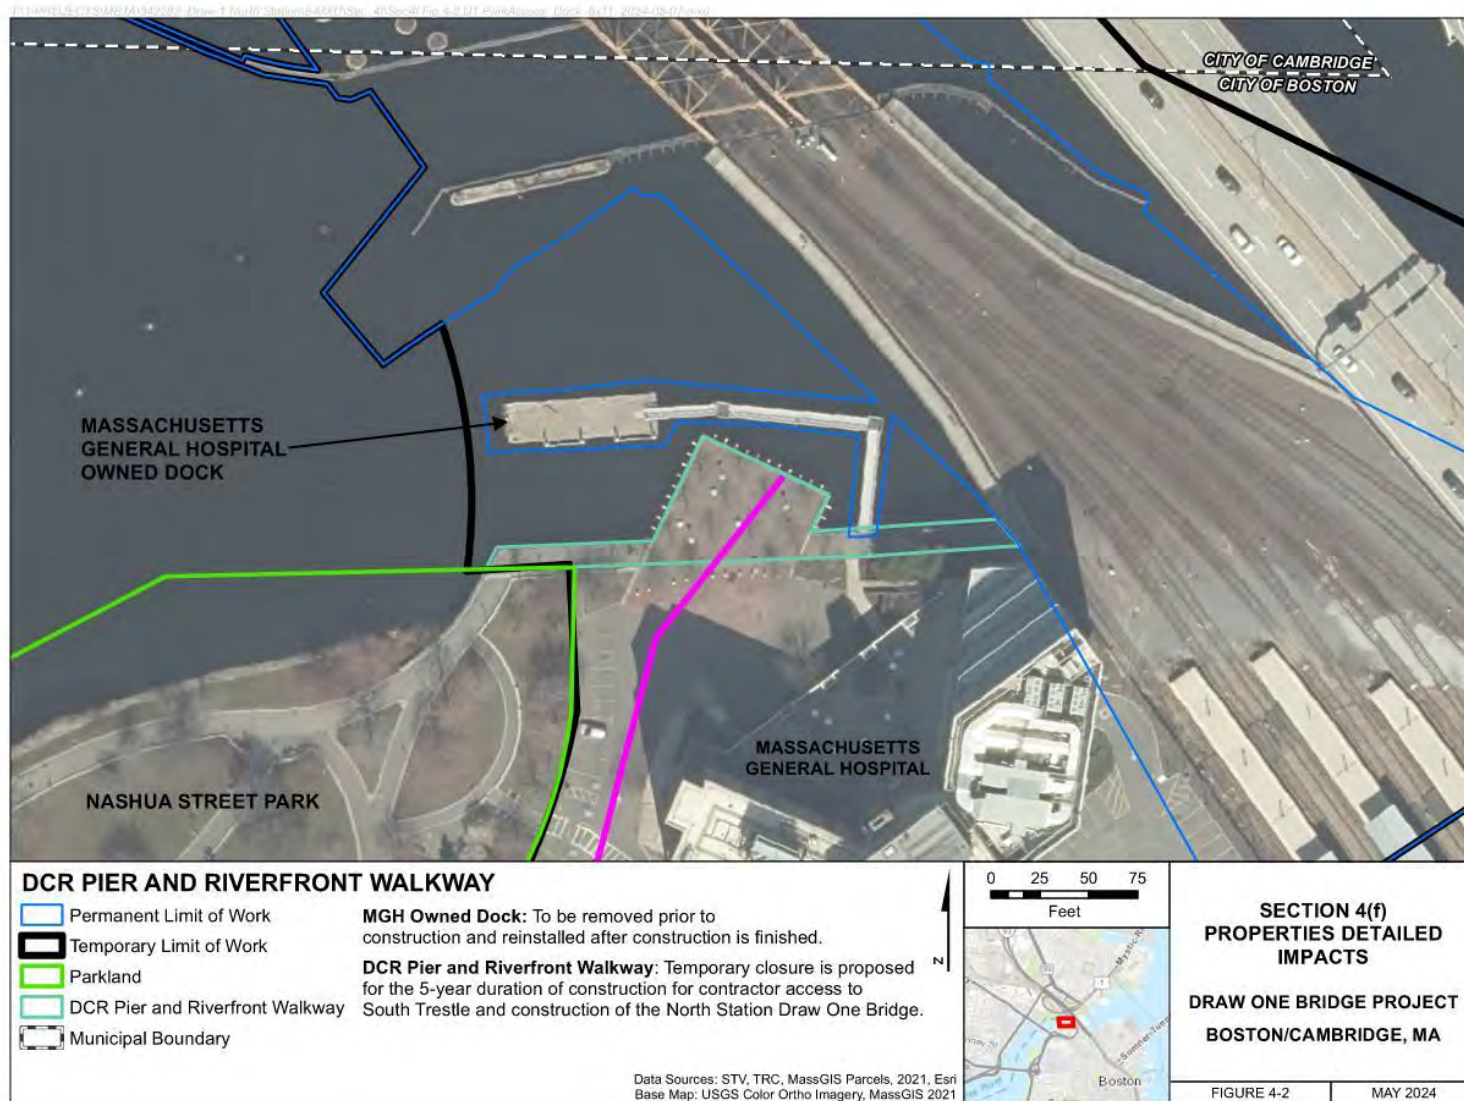 CITY OF CAMBRIDGE
CITY OF BOSTON
MASSACHUSETTS
GENERAL HOSPITAL
OWNED DOCK
MASSACHUSETTS
GENERAL HOSPITAL
NASHUA STREET PARK
DCR PIER AND RIVERFRONT WALKWAY
Permanent Limit of Work
Temporary Limit of Work
Parkland
DCR Pier and Riverfront Walkway
Municipal Boundary
MGH Owned Dock: To be removed prior to
construction and reinstalled after construction is finished.
DCR Pier and Riverfront Walkway: Temporary closure is proposed
for the 5-year duration of construction for contractor access to
South Trestle and construction of the North Station Draw One Bridge.
Data Sources: STV, TRC, MassGIS Parcels, 2021, Esri
Base Map: USGS Color Ortho Imagery, MassGIS 2021
N
0 25 50 75
Feet
Boston
SECTION 4(f)
PROPERTIES DETAILED
IMPACTS
DRAW ONE BRIDGE PROJECT
BOSTON/CAMBRIDGE, MA
FIGURE 4-2
MAY 2024